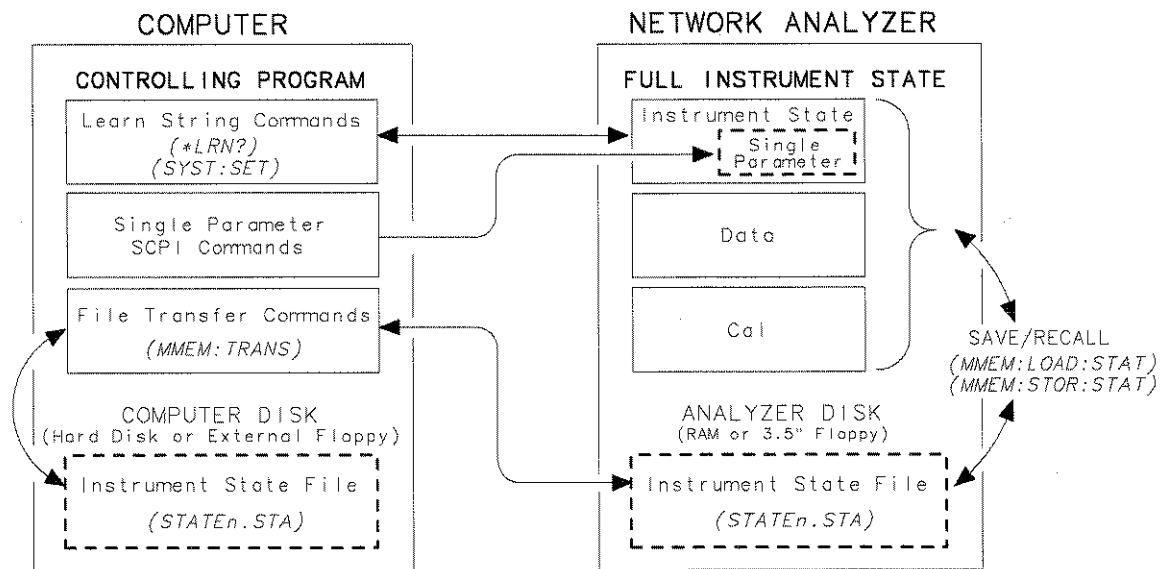 COMPUTER
CONTROLLING PROGRAM
Learn String Commands
(*LRN?)
(SYST:SET)
Single Parameter
SCPI Commands
File Transfer Commands
(MMEM:TRANS)
COMPUTER DISK
(Hard Disk or External Floppy)
Instrument State File
(STATEn.STA)
NETWORK ANALYZER
FULL INSTRUMENT STATE
Instrument State
Single
Parameter
Data
Cal
ANALYZER DISK
(RAM or 3.5" Floppy)
Instrument State File
(STATEn.STA)
SAVE/RECALL
(MMEM:LOAD:STAT)
(MMEM:STOR:STAT)